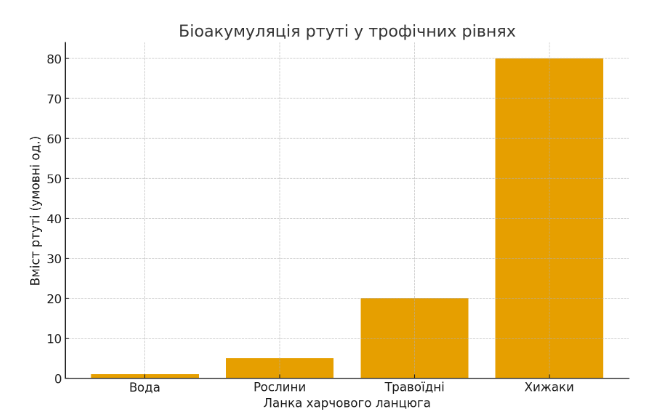 Біоакумуляція ртуті у трофічних рівнях
Вміст ртуті (умовні од.)
80
70
60
50
40
30
20
10
0
Вода Рослини Травоїдні Хижаки
Ланка харчового ланцюга